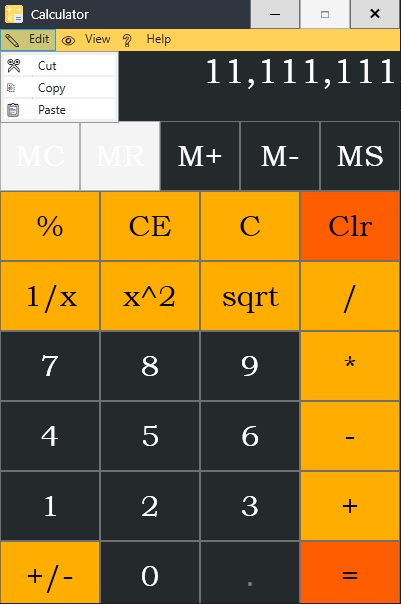 Calculator
Edit View Help
Cut
Copy
Paste
11,111,111
MC MR M+ M- MS
% CE C Clr
1/x x^2 sqrt /
7 8 9 *
4 5 6 -
1 2 3 +
+/- 0 . =